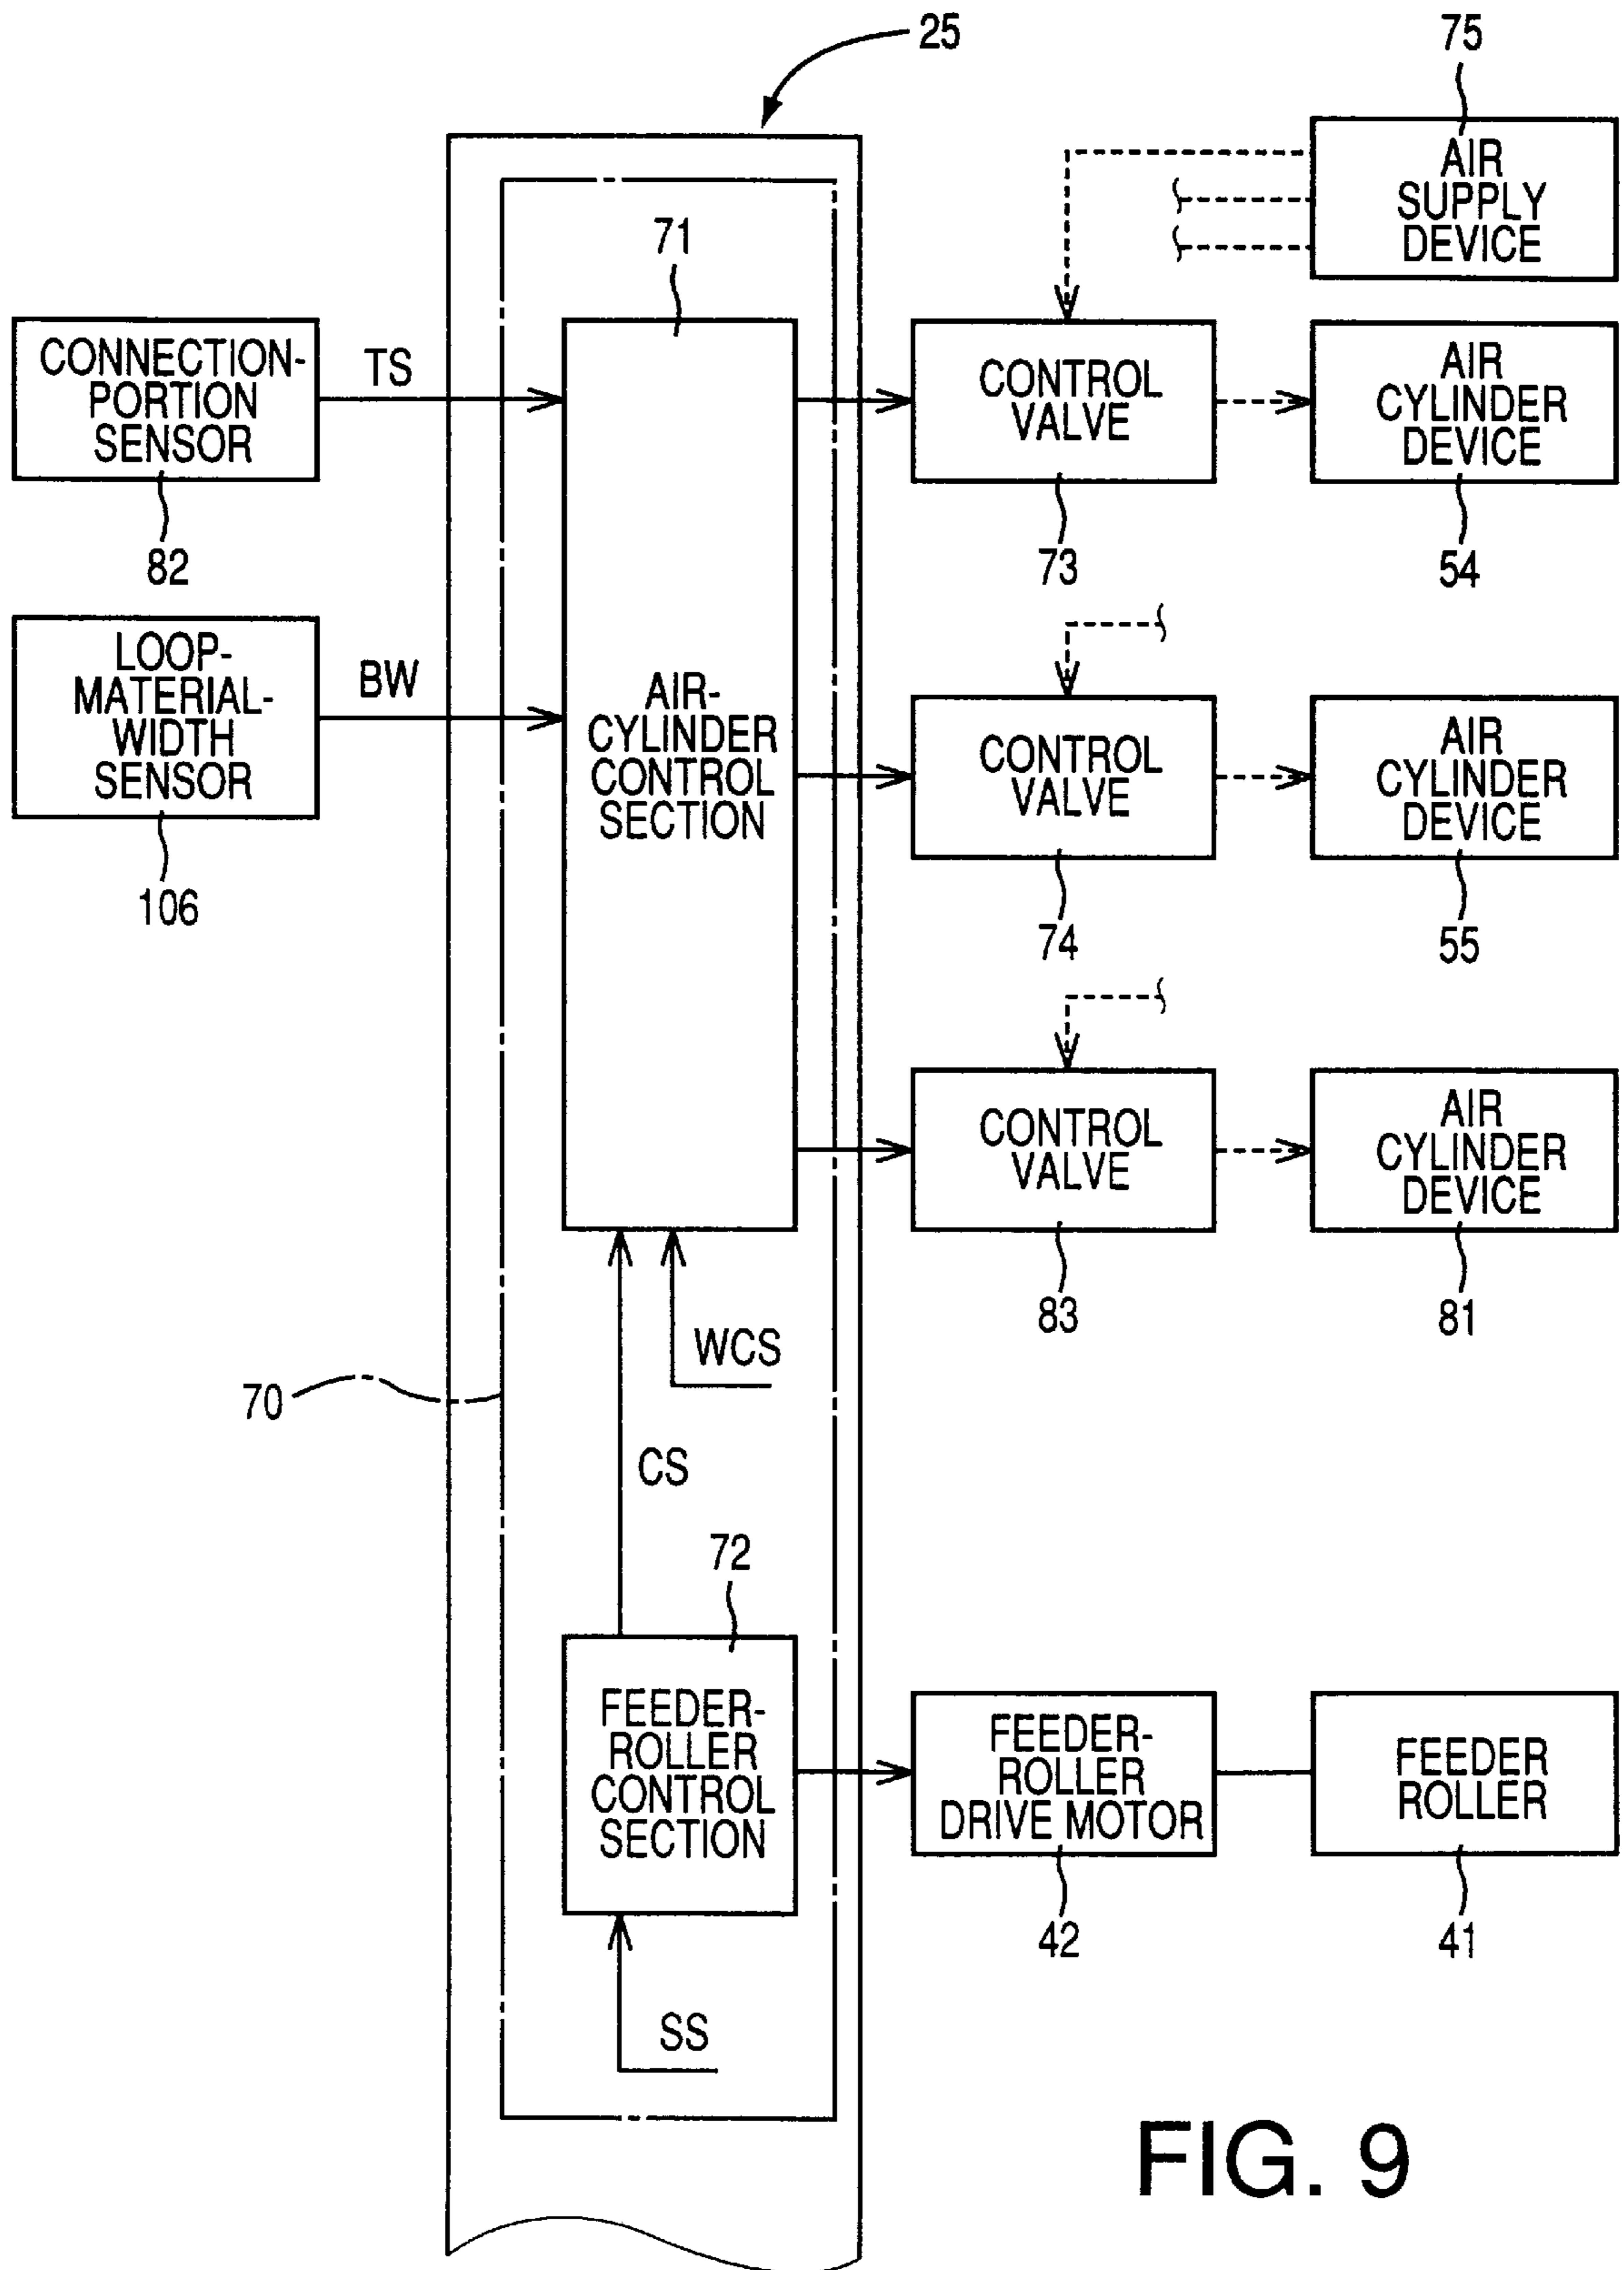 25
75
AIR
SUPPLY
DEVICE
71
CONNECTION-
PORTION
SENSOR
82
TS
CONTROL
VALVE
73
AIR
CYLINDER
DEVICE
54
LOOP-
MATERIAL-
WIDTH
SENSOR
106
BW
AIR-
CYLINDER
CONTROL
SECTION
CONTROL
VALVE
74
AIR
CYLINDER
DEVICE
55
CONTROL
VALVE
83
AIR
CYLINDER
DEVICE
81
WCS
70
CS
72
FEEDER-
ROLLER
CONTROL
SECTION
FEEDER-
ROLLER
DRIVE MOTOR
42
FEEDER
ROLLER
41
SS
FIG. 9